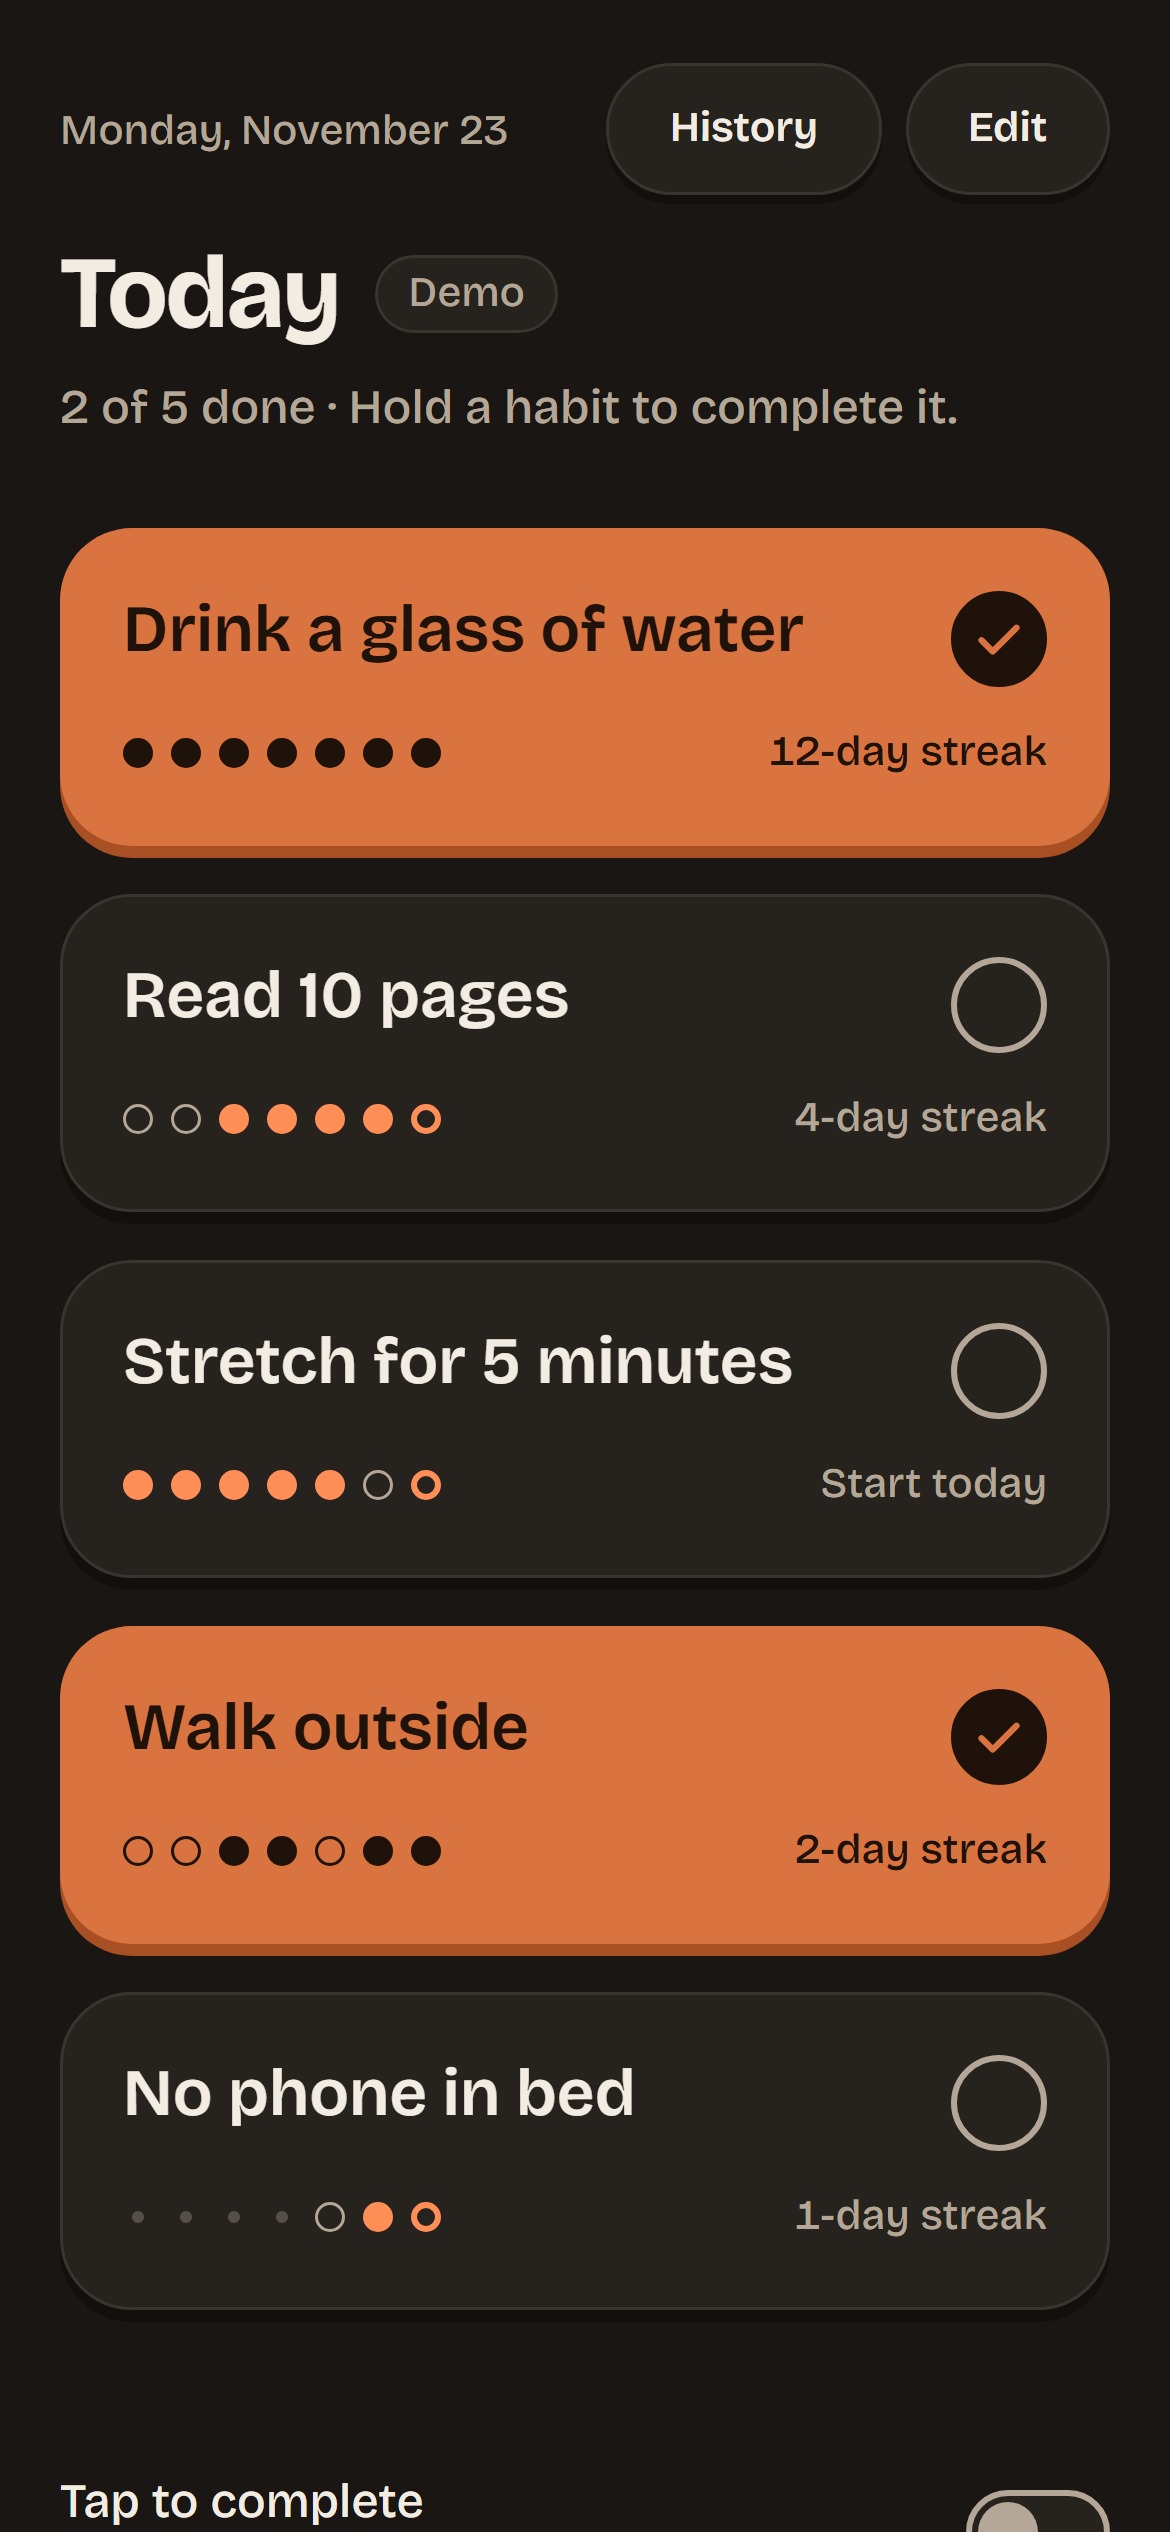 Monday, November 23
History
Edit
Today
Demo
2 of 5 done · Hold a habit to complete it.
Drink a glass of water
12-day streak
Read 10 pages
4-day streak
Stretch for 5 minutes
Start today
Walk outside
2-day streak
No phone in bed
1-day streak
Tap to complete